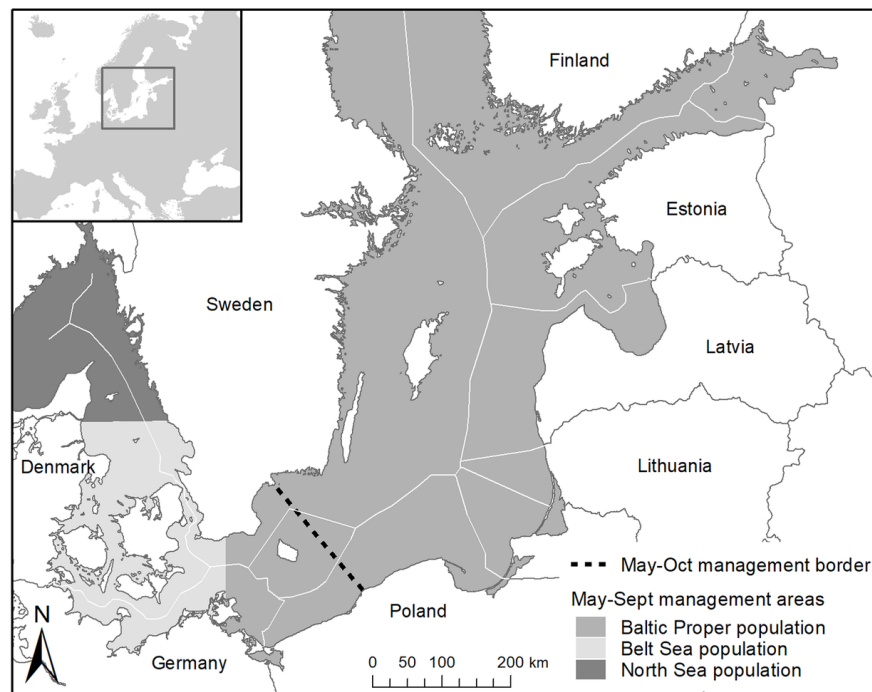 Finland
Estonia
Sweden
Latvia
Denmark
Lithuania
May-Oct management border
May-Sept management areas
Poland
Baltic Proper population
N
Belt Sea population
Germany
0 50 100 200 km
North Sea population